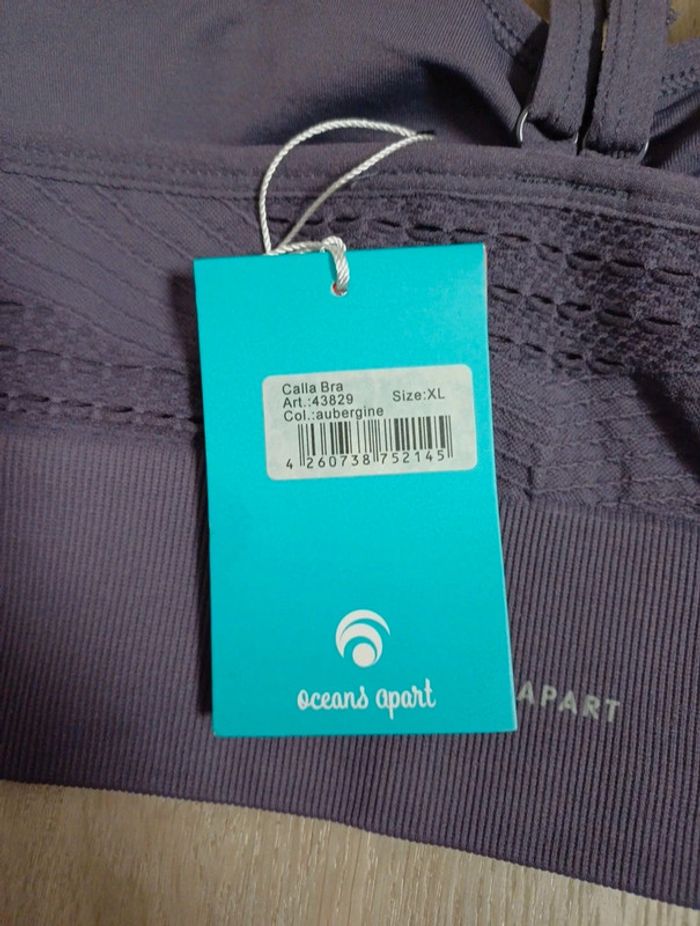 Calla Bra
Art.:43829 Size:XL
Col.:aubergine
4 260738 752145
oceans apart
APART